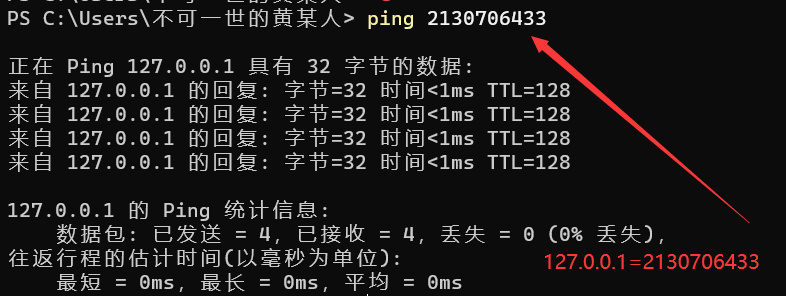 PS C:\Users\不可一世的黄某人> ping 2130706433
正在 Ping 127.0.0.1 具有 32 字节的数据:
来自 127.0.0.1 的回复: 字节=32 时间<1ms TTL=128
来自 127.0.0.1 的回复: 字节=32 时间<1ms TTL=128
来自 127.0.0.1 的回复: 字节=32 时间<1ms TTL=128
来自 127.0.0.1 的回复: 字节=32 时间<1ms TTL=128
127.0.0.1 的 Ping 统计信息:
数据包: 已发送 = 4, 已接收 = 4, 丢失 = 0 (0% 丢失),
往返行程的估计时间(以毫秒为单位):
最短 = 0ms, 最长 = 0ms, 平均 = 0ms
127.0.0.1=2130706433